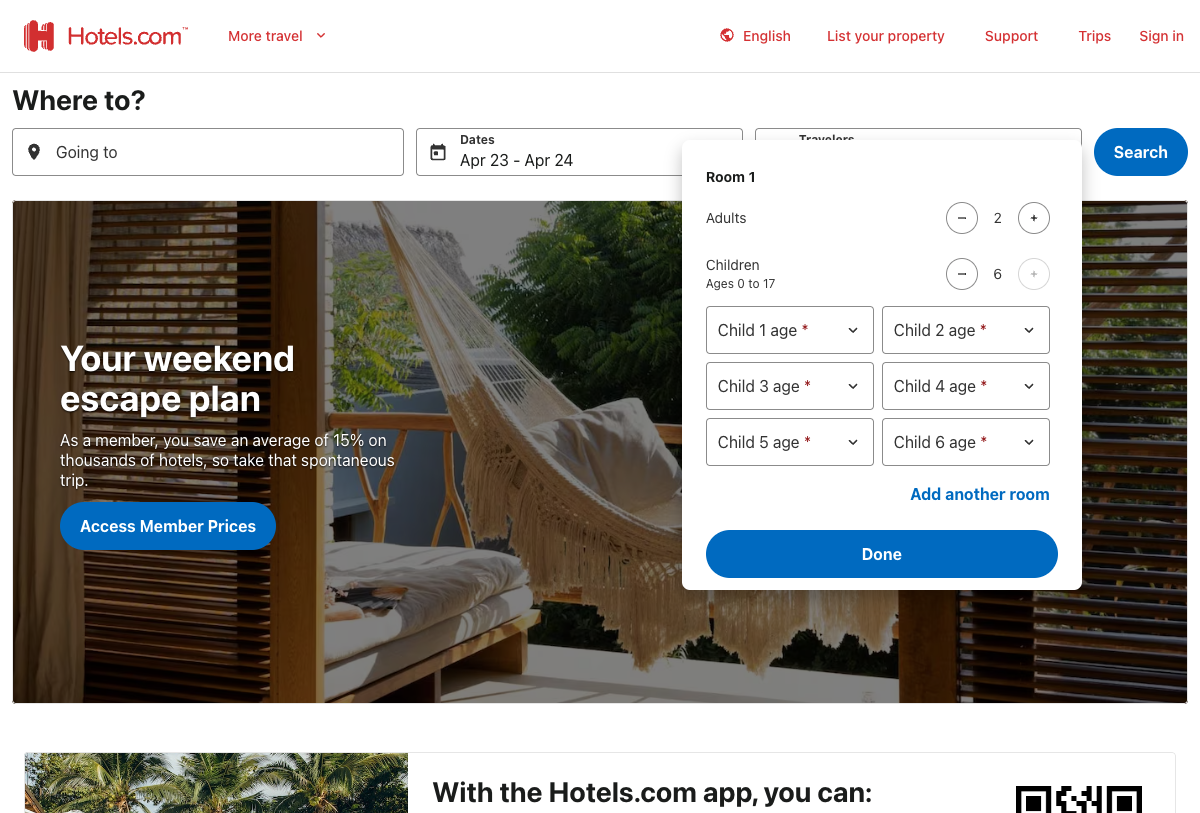 Hotels.com™
More travel
English
List your property
Support
Trips
Sign in
Where to?
Going to
Dates
Apr 23 - Apr 24
Travelers
Search
Room 1
Adults
2
Children
Ages 0 to 17
6
Child 1 age *
Child 2 age *
Child 3 age *
Child 4 age *
Child 5 age *
Child 6 age *
Add another room
Done
Your weekend
escape plan
As a member, you save an average of 15% on
thousands of hotels, so take that spontaneous
trip.
Access Member Prices
With the Hotels.com app, you can: